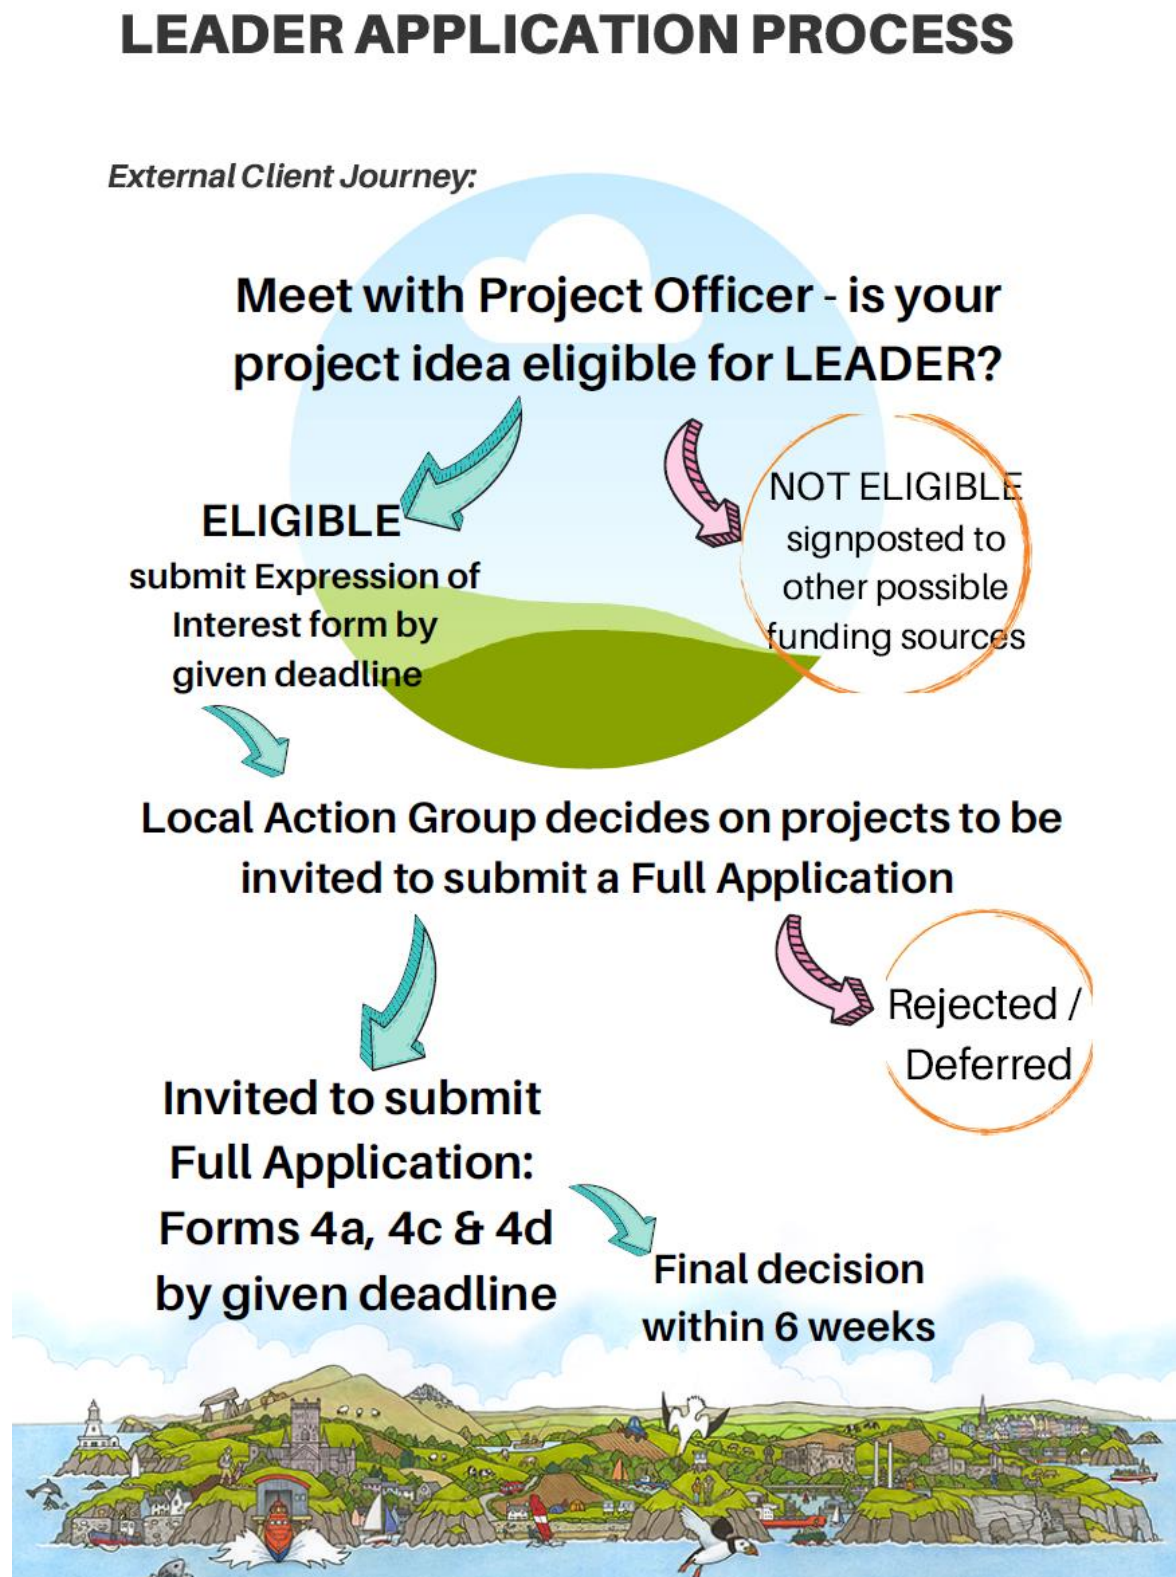 LEADER APPLICATION PROCESS
External Client Journey:
Meet with Project Officer - is your
project idea eligible for LEADER?
ELIGIBLE
submit Expression of
Interest form by
given deadline
NOT ELIGIBLE
signposted to
other possible
funding sources
Local Action Group decides on projects to be
invited to submit a Full Application
Rejected /
Deferred
Invited to submit
Full Application:
Forms 4a, 4c & 4d
by given deadline
Final decision
within 6 weeks